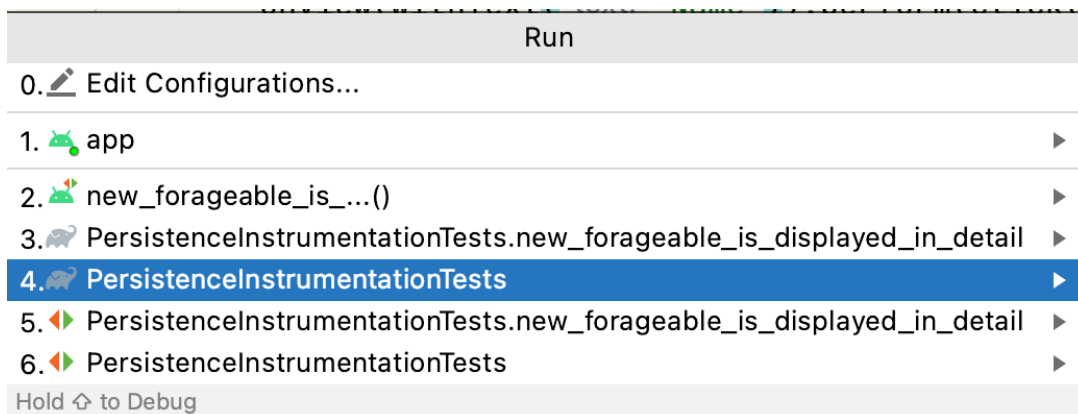 Run
0. Edit Configurations...
1. app
2. new_forageable_is_...()
3. PersistenceInstrumentationTests.new_forageable_is_displayed_in_detail
4. PersistenceInstrumentationTests
5. PersistenceInstrumentationTests.new_forageable_is_displayed_in_detail
6. PersistenceInstrumentationTests
Hold ⇧ to Debug